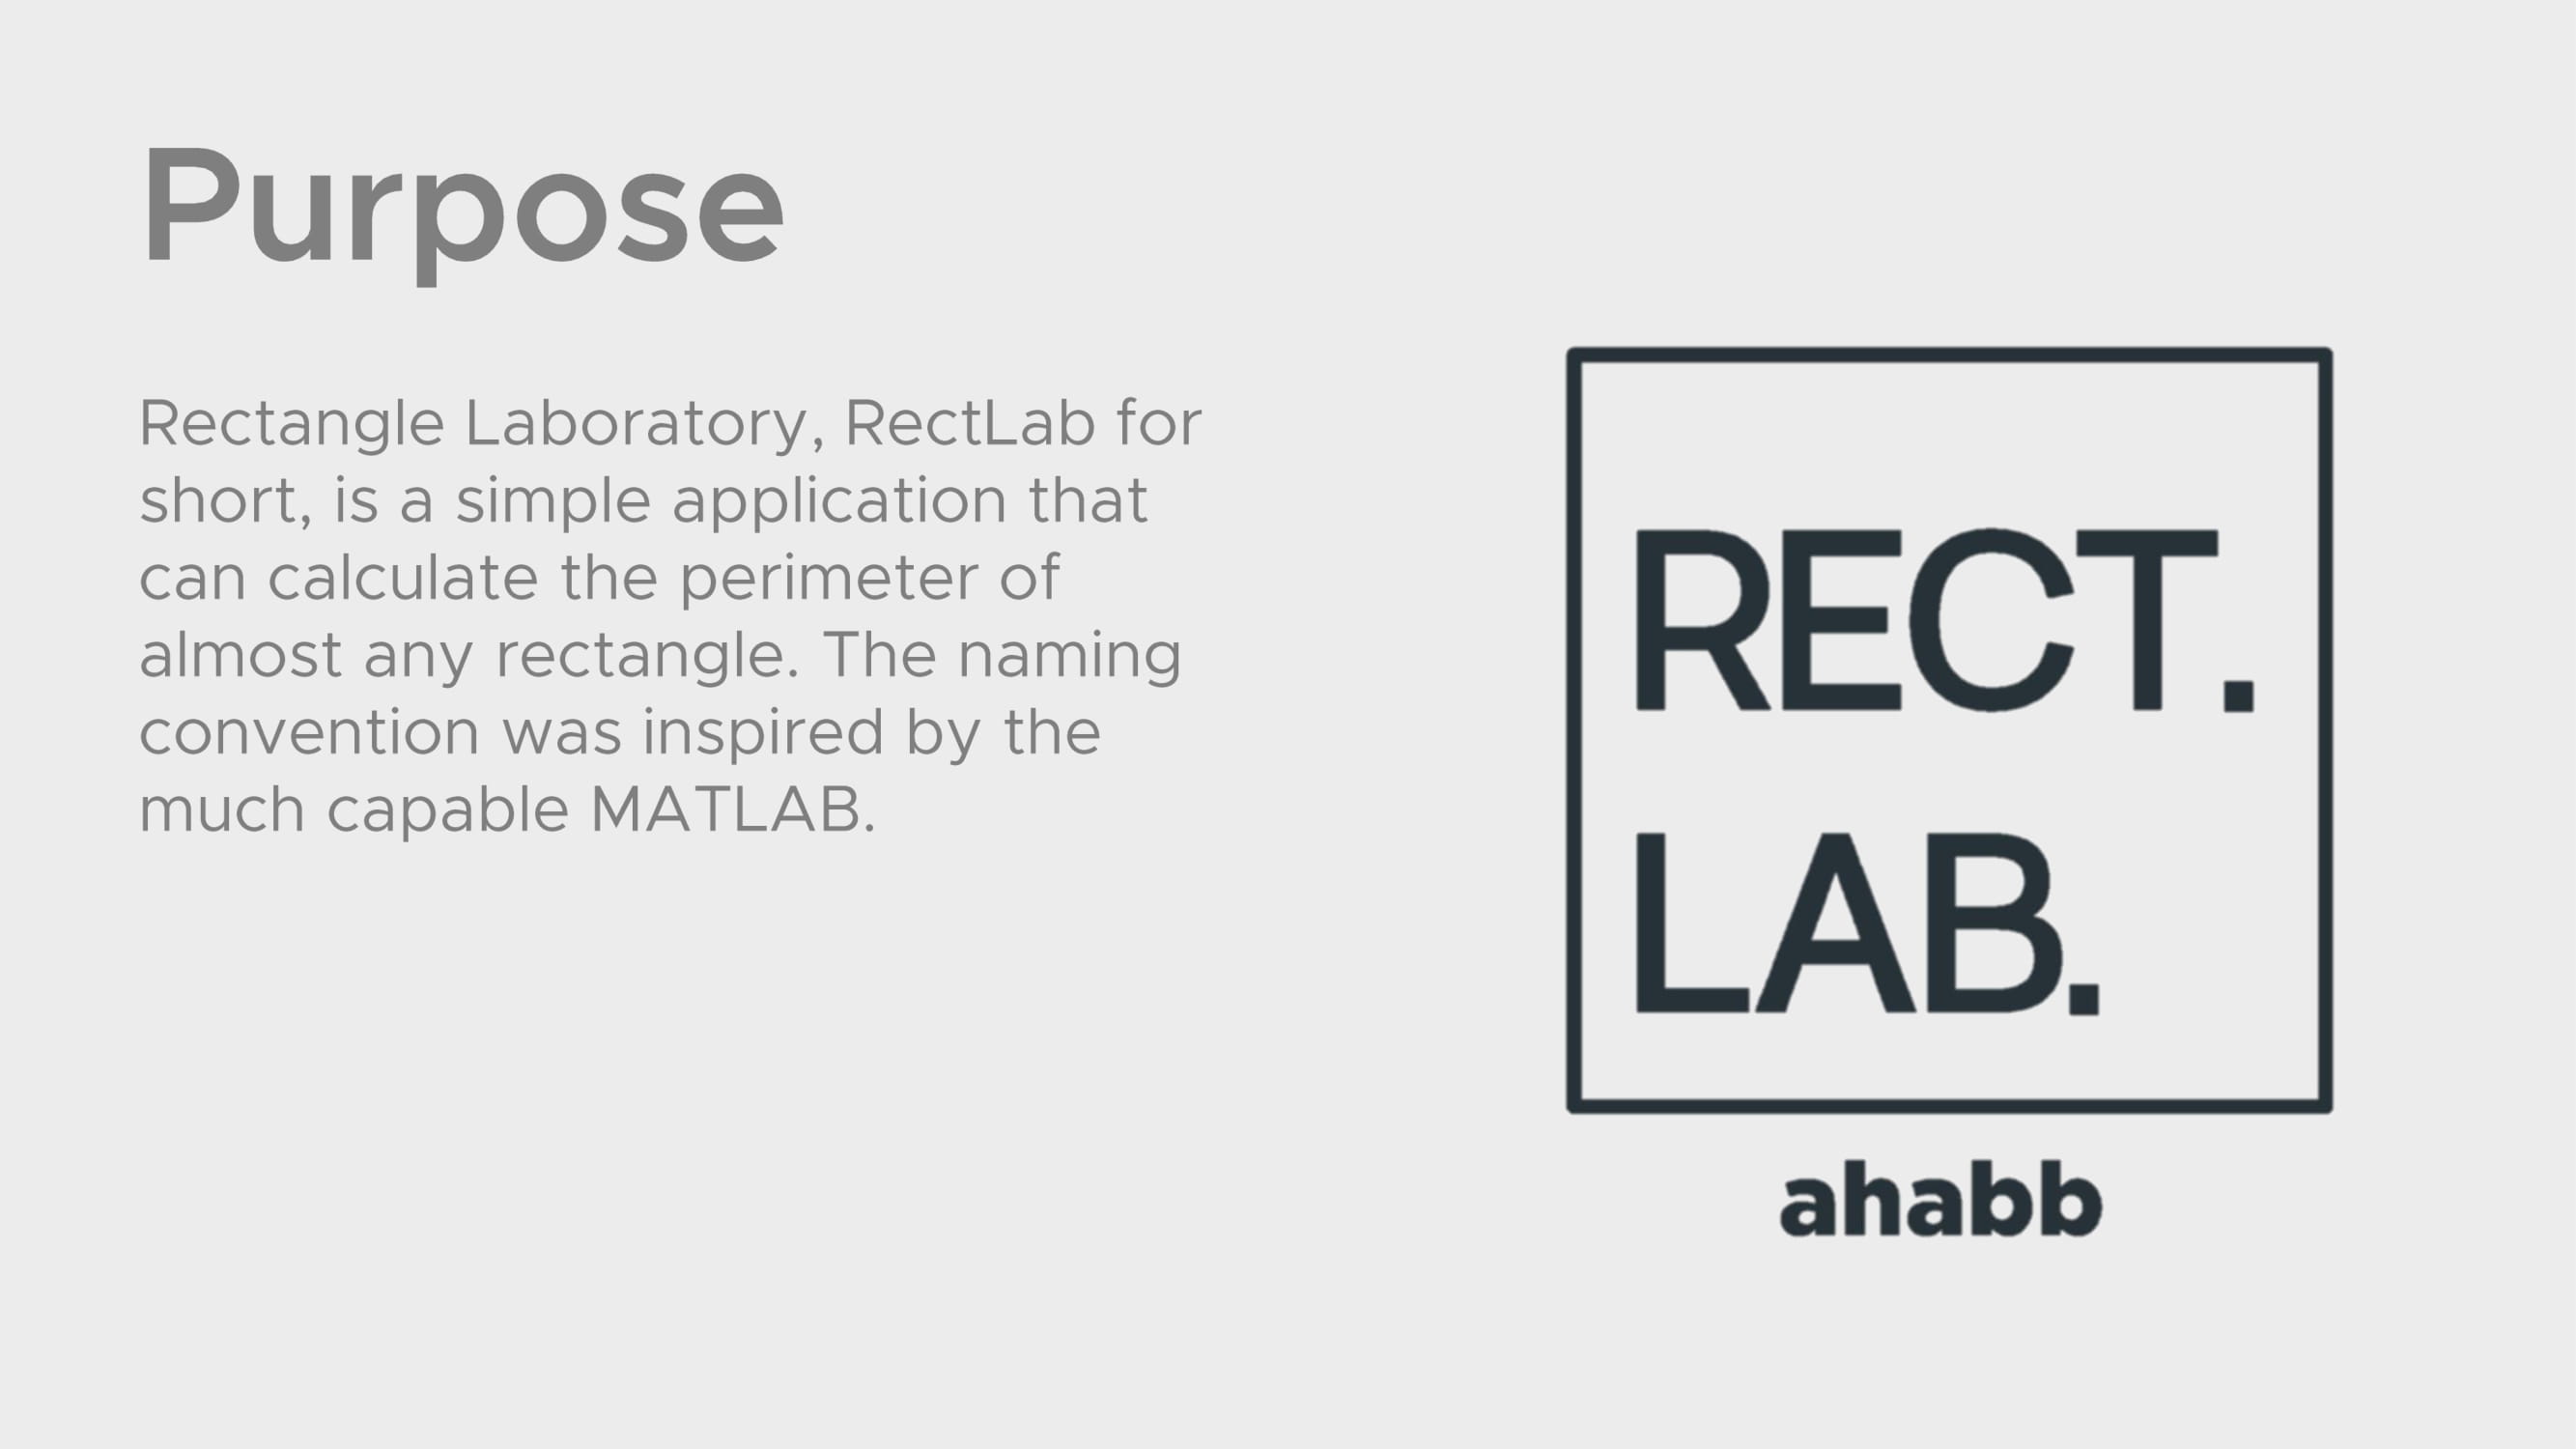 Purpose
Rectangle Laboratory, RectLab for
short, is a simple application that
can calculate the perimeter of
almost any rectangle. The naming
convention was inspired by the
much capable MATLAB.
RECT.
LAB.
ahabb